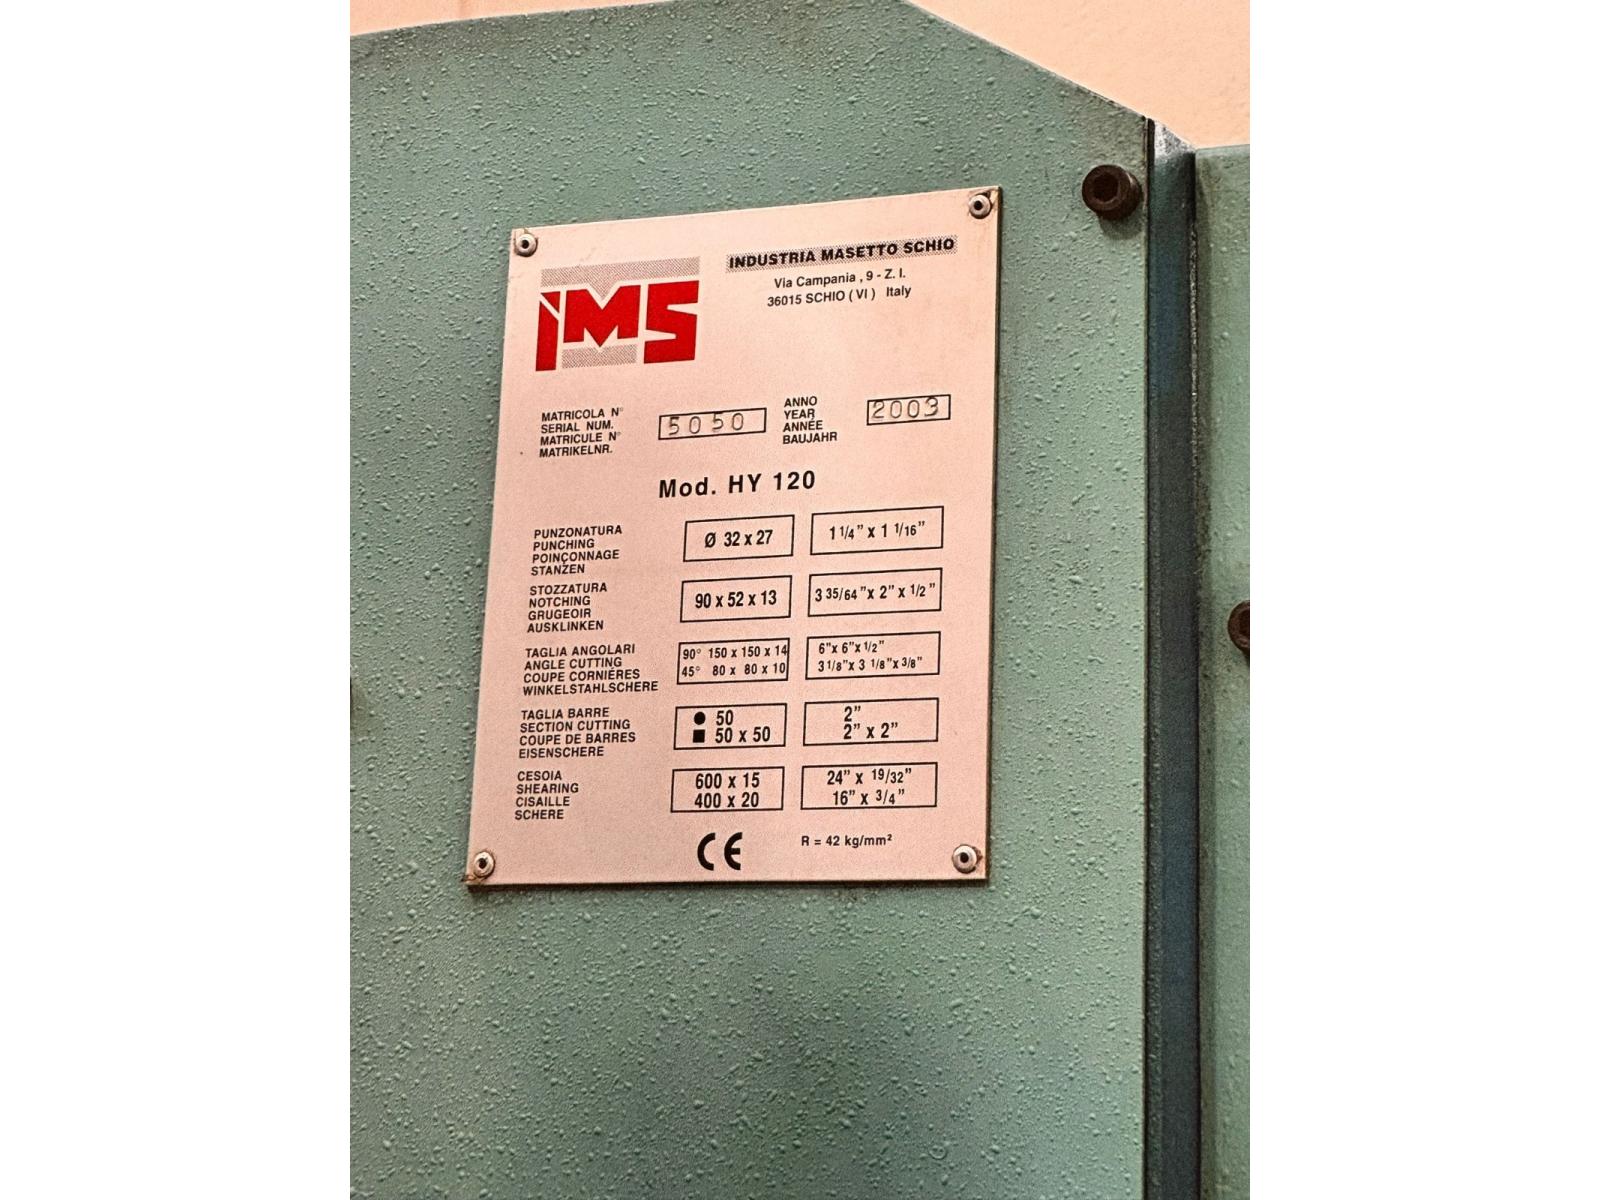 INDUSTRIA MASETTO SCHIO
Via Campania , 9 - Z. I.
36015 SCHIO ( VI ) Italy
iMS
MATRICOLA N°
SERIAL NUM.
MATRICULE N°
MATRIKELNR.
5050
ANNO
YEAR
ANNÉE
BAUJAHR
2003
Mod. HY 120
PUNZONATURA
PUNCHING
POINÇONNAGE
STANZEN
Ø 32 x 27
1 1/4" x 1 1/16"
STOZZATURA
NOTCHING
GRUGEOIR
AUSKLINKEN
90 x 52 x 13
3 35/64 " x 2" x 1/2 "
TAGLIA ANGOLARI
ANGLE CUTTING
COUPE CORNIÉRES
WINKELSTAHLSCHERE
90° 150 x 150 x 14
45° 80 x 80 x 10
6"x 6"x 1/2"
3 1/8"x 3 1/8"x 3/8"
TAGLIA BARRE
SECTION CUTTING
COUPE DE BARRES
EISENSCHERE
● 50
■ 50 x 50
2"
2" x 2"
CESOIA
SHEARING
CISAILLE
SCHERE
600 x 15
400 x 20
24" x 19/32"
16" x 3/4"
CE
R = 42 kg/mm²